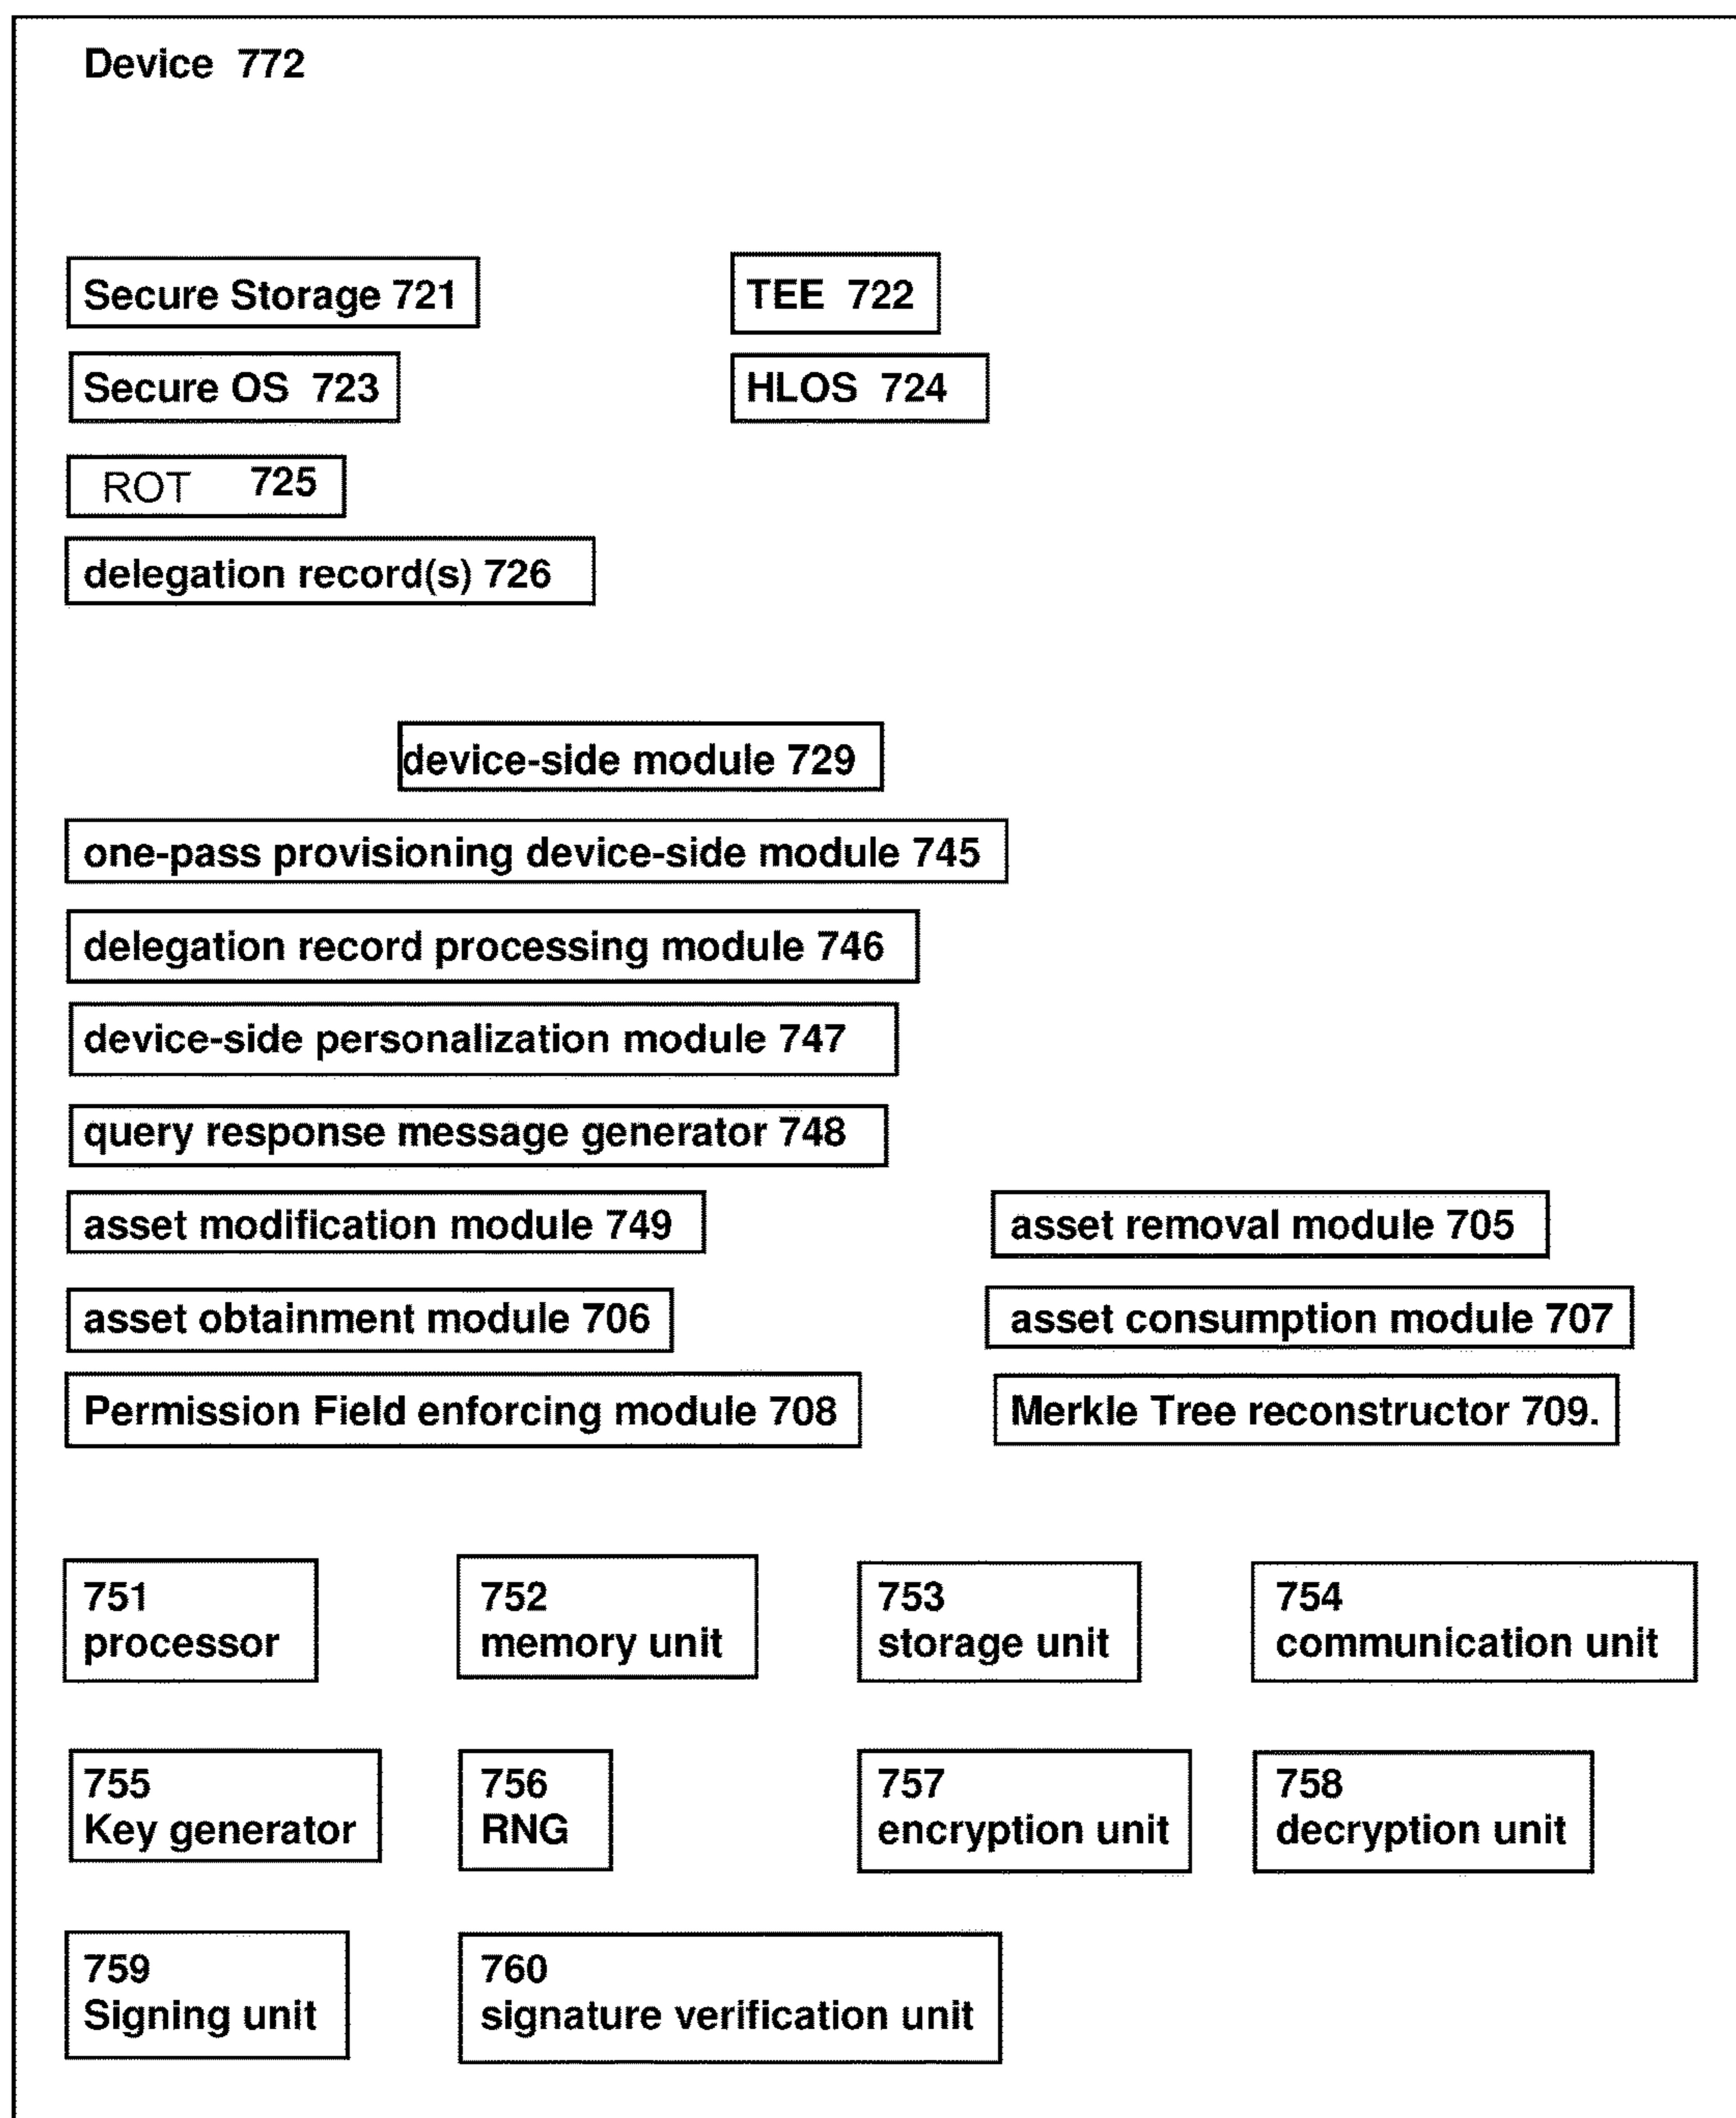 Device 772
Secure Storage 721
TEE 722
Secure OS 723
HLOS 724
ROT 725
delegation record(s) 726
device-side module 729
one-pass provisioning device-side module 745
delegation record processing module 746
device-side personalization module 747
query response message generator 748
asset modification module 749
asset removal module 705
asset obtainment module 706
asset consumption module 707
Permission Field enforcing module 708
Merkle Tree reconstructor 709.
751
processor
752
memory unit
753
storage unit
754
communication unit
755
Key generator
756
RNG
757
encryption unit
758
decryption unit
759
Signing unit
760
signature verification unit